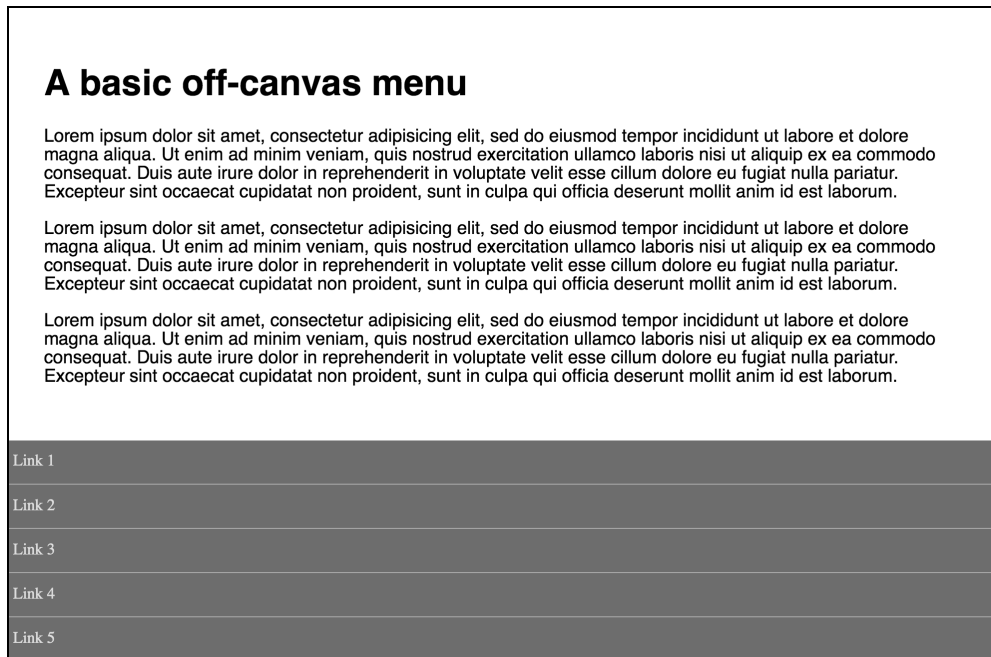 A basic off-canvas menu
Lorem ipsum dolor sit amet, consectetur adipisicing elit, sed do eiusmod tempor incididunt ut labore et dolore
magna aliqua. Ut enim ad minim veniam, quis nostrud exercitation ullamco laboris nisi ut aliquip ex ea commodo
consequat. Duis aute irure dolor in reprehenderit in voluptate velit esse cillum dolore eu fugiat nulla pariatur.
Excepteur sint occaecat cupidatat non proident, sunt in culpa qui officia deserunt mollit anim id est laborum.
Lorem ipsum dolor sit amet, consectetur adipisicing elit, sed do eiusmod tempor incididunt ut labore et dolore
magna aliqua. Ut enim ad minim veniam, quis nostrud exercitation ullamco laboris nisi ut aliquip ex ea commodo
consequat. Duis aute irure dolor in reprehenderit in voluptate velit esse cillum dolore eu fugiat nulla pariatur.
Excepteur sint occaecat cupidatat non proident, sunt in culpa qui officia deserunt mollit anim id est laborum.
Lorem ipsum dolor sit amet, consectetur adipisicing elit, sed do eiusmod tempor incididunt ut labore et dolore
magna aliqua. Ut enim ad minim veniam, quis nostrud exercitation ullamco laboris nisi ut aliquip ex ea commodo
consequat. Duis aute irure dolor in reprehenderit in voluptate velit esse cillum dolore eu fugiat nulla pariatur.
Excepteur sint occaecat cupidatat non proident, sunt in culpa qui officia deserunt mollit anim id est laborum.
Link 1
Link 2
Link 3
Link 4
Link 5